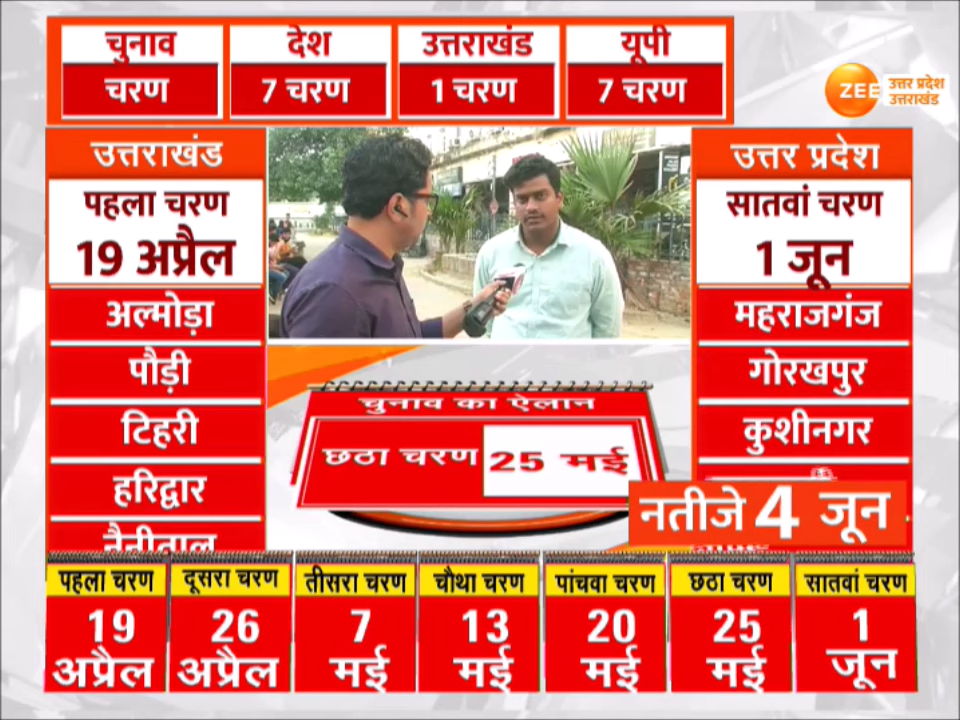 चुनाव
चरण
देश
7 चरण
उत्तराखंड
1 चरण
यूपी
7 चरण
ZEE उत्तर प्रदेश
उत्तराखंड
उत्तराखंड
पहला चरण
19 अप्रैल
अल्मोड़ा
पौड़ी
टिहरी
हरिद्वार
नैनीताल
उत्तर प्रदेश
सातवां चरण
1 जून
महराजगंज
गोरखपुर
कुशीनगर
चुनाव का ऐलान
छठा चरण 25 मई
नतीजे 4 जून
पहला चरण
19
अप्रैल
दूसरा चरण
26
अप्रैल
तीसरा चरण
7
मई
चौथा चरण
13
मई
पांचवा चरण
20
मई
छठा चरण
25
मई
सातवां चरण
1
जून